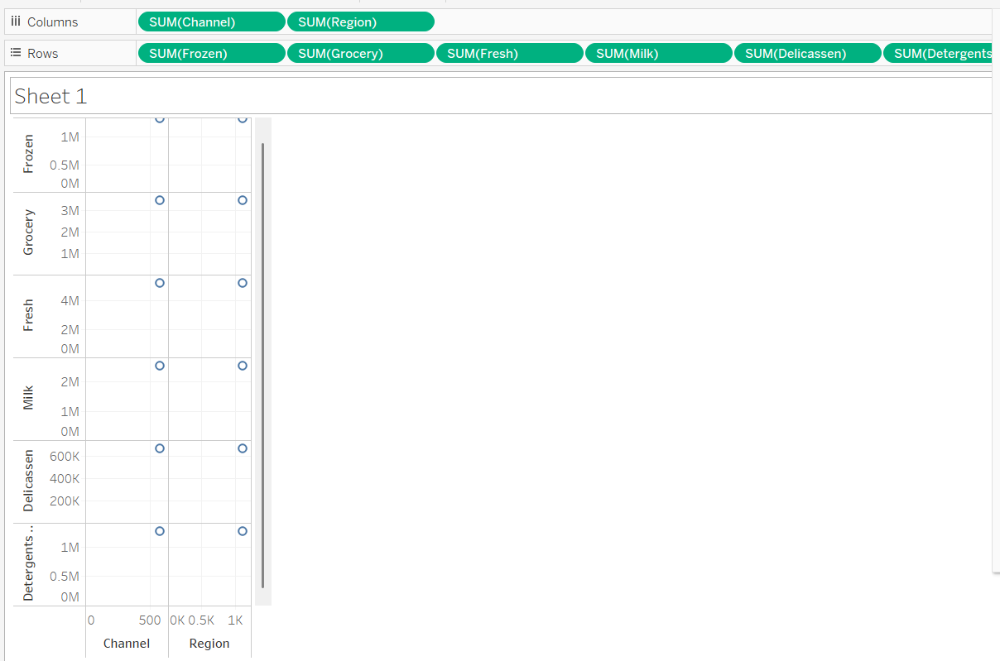 Columns SUM(Channel) SUM(Region)
Rows SUM(Frozen) SUM(Grocery) SUM(Fresh) SUM(Milk) SUM(Delicassen) SUM(Detergents
Sheet 1
Frozen
1M
0.5M
0M
Grocery
3M
2M
1M
Fresh
4M
2M
0M
Milk
2M
1M
0M
Delicassen
600K
400K
200K
Detergents ..
1M
0.5M
0M
0 500 0K 0.5K 1K
Channel Region